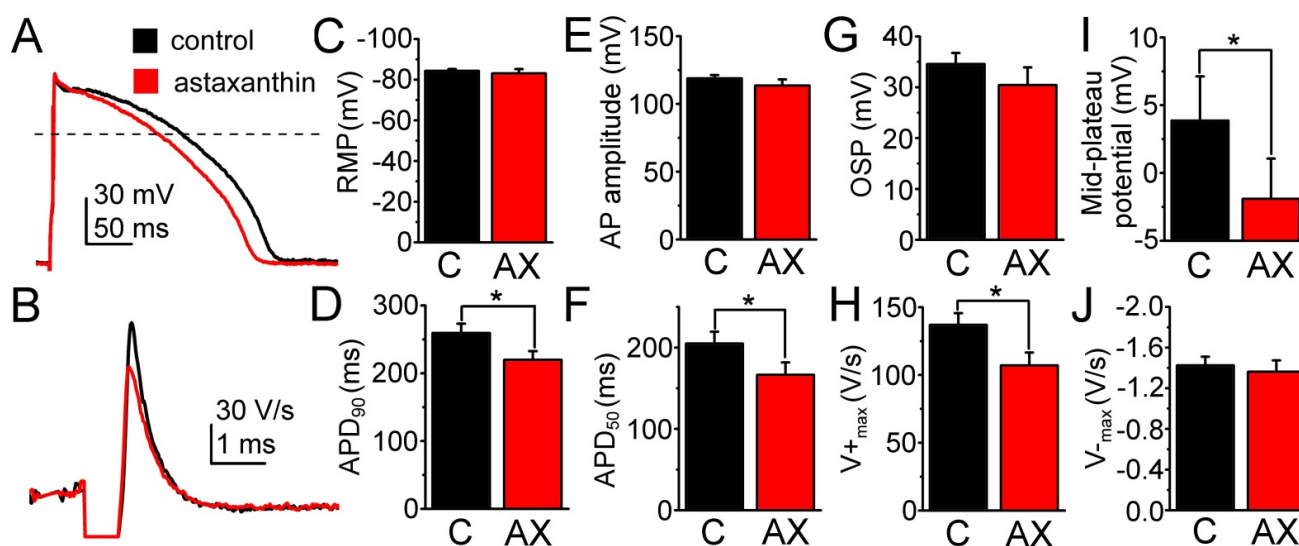 A
control
astaxanthin
30 mV
50 ms
B
30 V/s
1 ms
C
RMP (mV)
-100
-80
-60
-40
-20
0
C AX
D
*
APD90 (ms)
300
200
100
0
C AX
E
AP amplitude (mV)
150
125
100
75
50
25
0
C AX
F
*
APD50 (ms)
200
100
0
C AX
G
OSP (mV)
40
30
20
10
0
C AX
H
*
V+max (V/s)
150
100
50
0
C AX
I
*
Mid-plateau
potential (mV)
10
5
0
-5
C AX
J
V-max (V/s)
-2.0
-1.6
-1.2
-0.8
-0.4
0.0
C AX